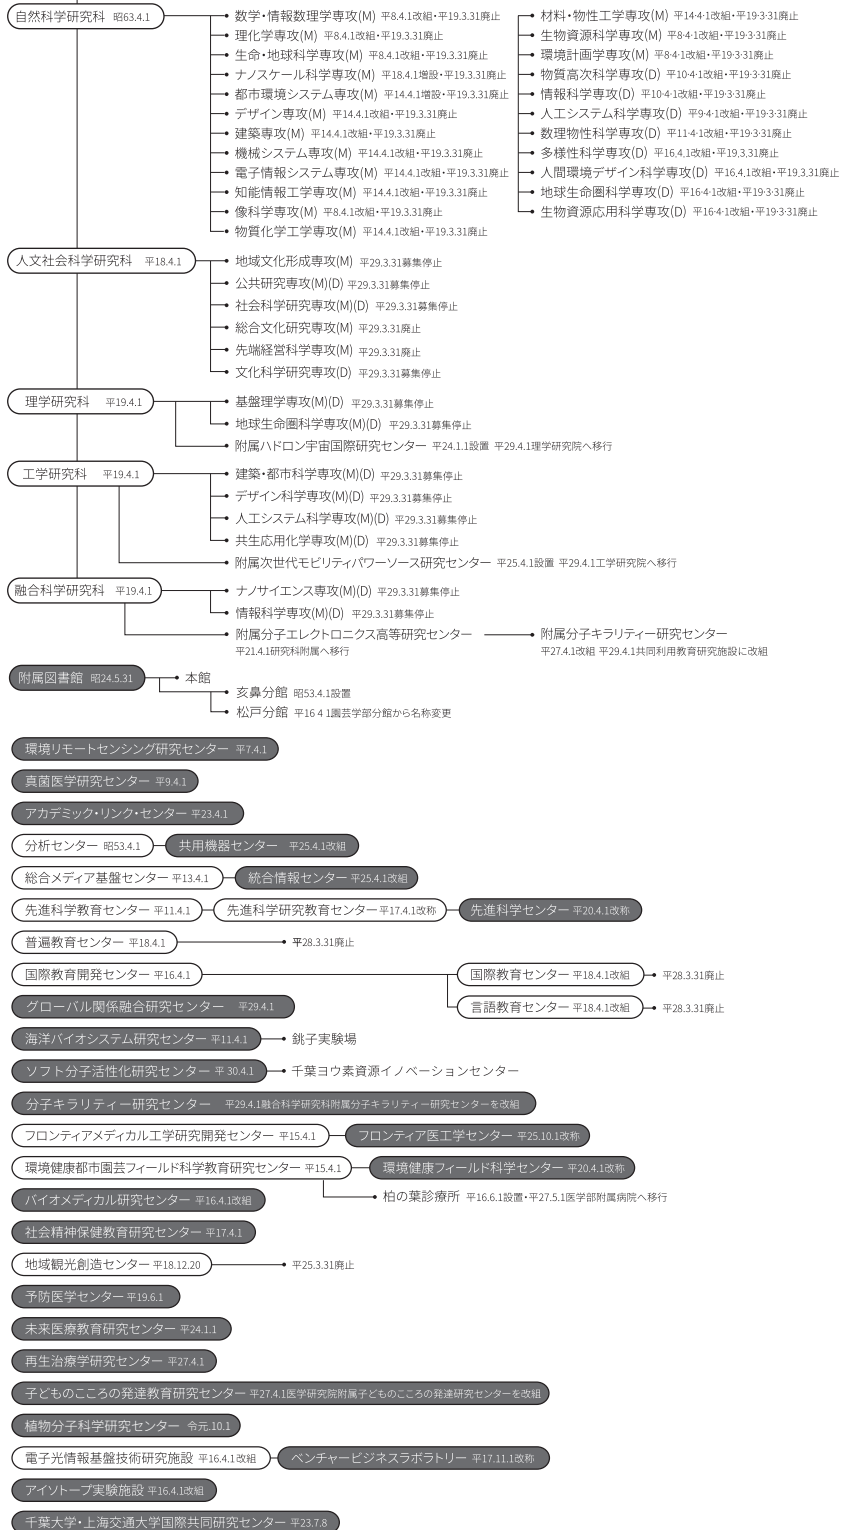 自然科学研究科 昭63.4.1
数学・情報数理学専攻(M) 平8.4.1改組・平19.3.31廃止
理化学専攻(M) 平8.4.1改組・平19.3.31廃止
生命・地球科学専攻(M) 平8.4.1改組・平19.3.31廃止
ナノスケール科学専攻(M) 平18.4.1増設・平19.3.31廃止
都市環境システム専攻(M) 平14.4.1増設・平19.3.31廃止
デザイン専攻(M) 平14.4.1改組・平19.3.31廃止
建築専攻(M) 平14.4.1改組・平19.3.31廃止
機械システム専攻(M) 平14.4.1改組・平19.3.31廃止
電子情報システム専攻(M) 平14.4.1改組・平19.3.31廃止
知能情報工学専攻(M) 平14.4.1改組・平19.3.31廃止
像科学専攻(M) 平8.4.1改組・平19.3.31廃止
物質化学工学専攻(M) 平14.4.1改組・平19.3.31廃止
材料・物性工学専攻(M) 平14･4･1改組・平19･3･31廃止
生物資源科学専攻(M) 平8･4･1改組・平19･3･31廃止
環境計画学専攻(M) 平8･4･1改組・平19･3･31廃止
物質高次科学専攻(D) 平10･4･1改組・平19･3･31廃止
情報科学専攻(D) 平10･4･1改組・平19･3･31廃止
人工システム科学専攻(D) 平9･4･1改組・平19･3･31廃止
数理物性科学専攻(D) 平11･4･1改組・平19･3･31廃止
多様性科学専攻(D) 平16.4.1改組・平19.3.31廃止
人間環境デザイン科学専攻(D) 平16.4.1改組・平19･3･31廃止
地球生命圏科学専攻(D) 平16･4･1改組・平19･3･31廃止
生物資源応用科学専攻(D) 平16･4･1改組・平19･3･31廃止
人文社会科学研究科 平18.4.1
地域文化形成専攻(M) 平29.3.31募集停止
公共研究専攻(M)(D) 平29.3.31募集停止
社会科学研究専攻(M)(D) 平29.3.31募集停止
総合文化研究専攻(M) 平29.3.31廃止
先端経営科学専攻(M) 平29.3.31廃止
文化科学研究専攻(D) 平29.3.31募集停止
理学研究科 平19.4.1
基盤理学専攻(M)(D) 平29.3.31募集停止
地球生命圏科学専攻(M)(D) 平29.3.31募集停止
附属ハドロン宇宙国際研究センター 平24.1.1設置 平29.4.1理学研究院へ移行
工学研究科 平19.4.1
建築・都市科学専攻(M)(D) 平29.3.31募集停止
デザイン科学専攻(M)(D) 平29.3.31募集停止
人工システム科学専攻(M)(D) 平29.3.31募集停止
共生応用化学専攻(M)(D) 平29.3.31募集停止
附属次世代モビリティパワーソース研究センター 平25.4.1設置 平29.4.1工学研究院へ移行
融合科学研究科 平19.4.1
ナノサイエンス専攻(M)(D) 平29.3.31募集停止
情報科学専攻(M)(D) 平29.3.31募集停止
附属分子エレクトロニクス高等研究センター 附属分子キラリティー研究センター
平21.4.1研究科附属へ移行 平27.4.1改組 平29.4.1共同利用教育研究施設に改組
附属図書館 昭24.5.31 本館
亥鼻分館 昭53.4.1設置
松戸分館 平16 4 1園芸学部分館から名称変更
環境リモートセンシング研究センター 平7.4.1
真菌医学研究センター 平9.4.1
アカデミック・リンク・センター 平23.4.1
分析センター 昭53.4.1 共用機器センター 平25.4.1改組
総合メディア基盤センター 平13.4.1 統合情報センター 平25.4.1改組
先進科学教育センター 平11.4.1 先進科学研究教育センター 平17.4.1改称 先進科学センター 平20.4.1改称
普遍教育センター 平18.4.1 平28.3.31廃止
国際教育開発センター 平16.4.1 国際教育センター 平18.4.1改組 平28.3.31廃止
グローバル関係融合研究センター 平29.4.1 言語教育センター 平18.4.1改組 平28.3.31廃止
海洋バイオシステム研究センター 平11.4.1 銚子実験場
ソフト分子活性化研究センター 平 30.4.1 千葉ヨウ素資源イノベーションセンター
分子キラリティー研究センター 平29.4.1融合科学研究科附属分子キラリティー研究センターを改組
フロンティアメディカル工学研究開発センター 平15.4.1 フロンティア医工学センター 平25.10.1改称
環境健康都市園芸フィールド科学教育研究センター 平15.4.1 環境健康フィールド科学センター 平20.4.1改称
バイオメディカル研究センター 平16.4.1改組 柏の葉診療所 平16.6.1設置・平27.5.1医学部附属病院へ移行
社会精神保健教育研究センター 平17.4.1
地域観光創造センター 平18.12.20 平25.3.31廃止
予防医学センター 平19.6.1
未来医療教育研究センター 平24.1.1
再生治療学研究センター 平27.4.1
子どものこころの発達教育研究センター 平27.4.1医学研究院附属子どものこころの発達研究センターを改組
植物分子科学研究センター 令元.10.1
電子光情報基盤技術研究施設 平16.4.1改組 ベンチャービジネスラボラトリー 平17.11.1改称
アイソトープ実験施設 平16.4.1改組
千葉大学・上海交通大学国際共同研究センター 平23.7.8